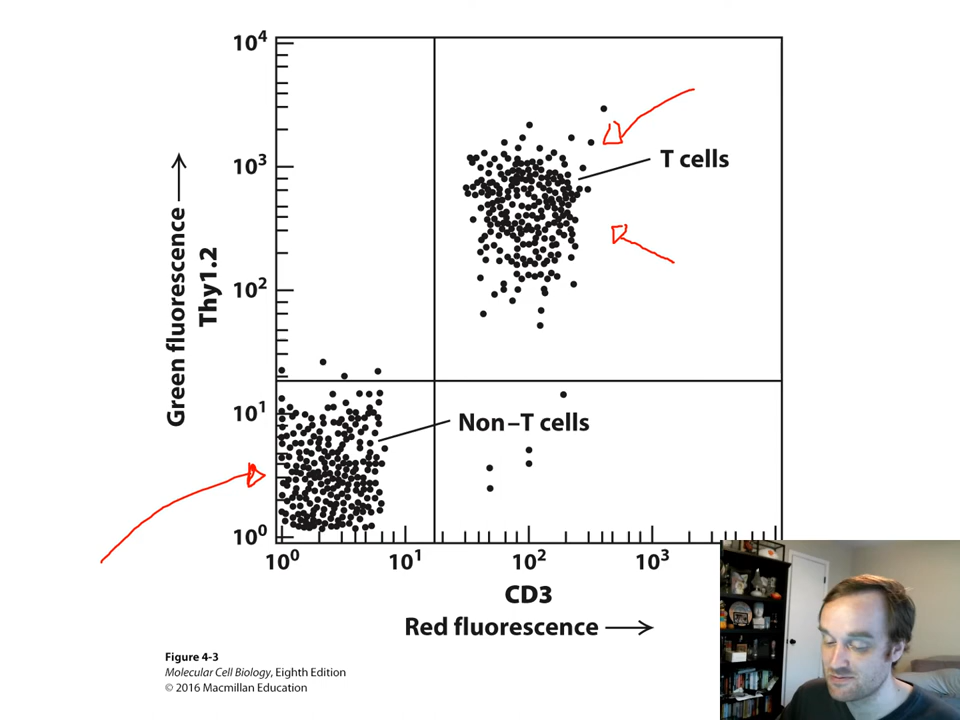 10⁴
10³
10²
10¹
10⁰
Green fluorescence
Thy1.2
T cells
Non–T cells
10⁰ 10¹ 10² 10³
CD3
Red fluorescence
Figure 4-3
Molecular Cell Biology, Eighth Edition
© 2016 Macmillan Education